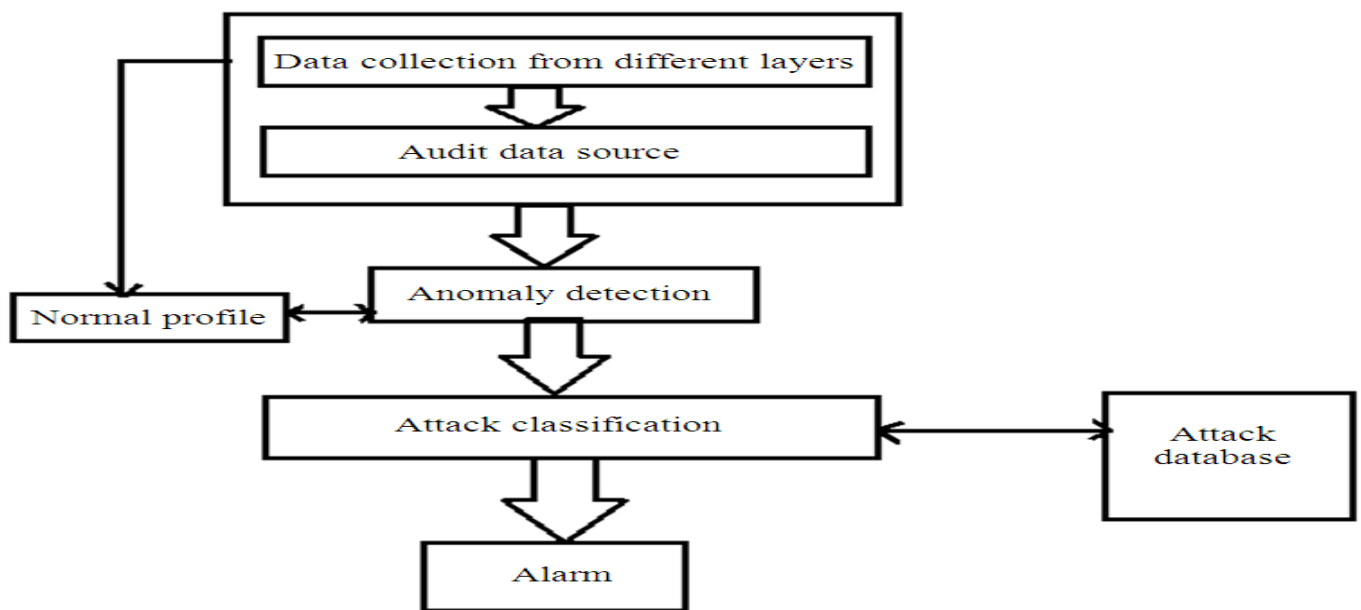 Data collection from different layers
Audit data source
Anomaly detection
Normal profile
Attack classification
Attack
database
Alarm